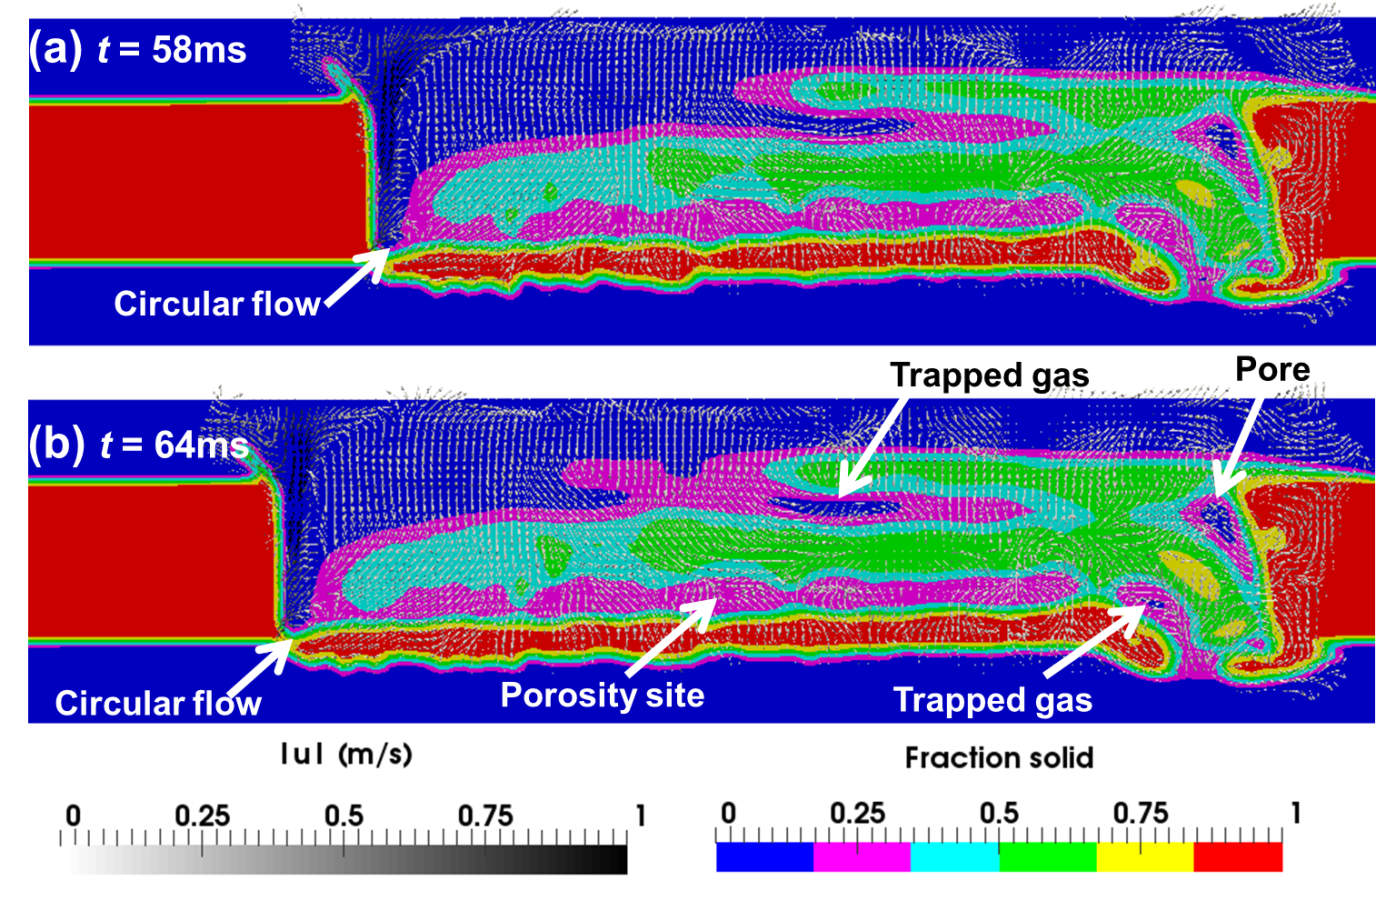 (a) t = 58ms
Circular flow
Trapped gas
Pore
(b) t = 64ms
Circular flow
Porosity site
Trapped gas
|u| (m/s)
Fraction solid
0 0.25 0.5 0.75 1
0 0.25 0.5 0.75 1